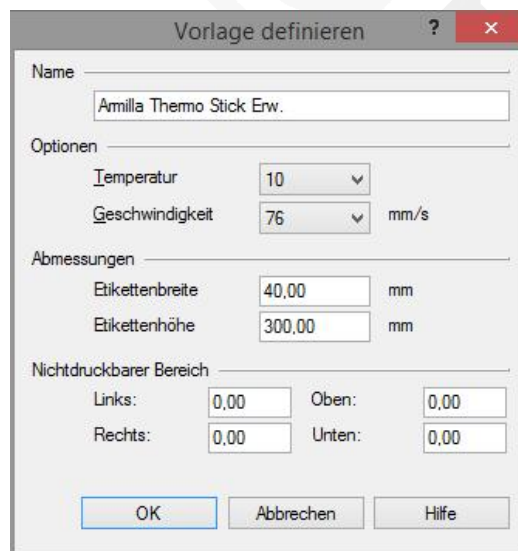 Vorlage definieren ? ×
Name
Armilla Thermo Stick Erw.
Optionen
Temperatur 10
Geschwindigkeit 76 mm/s
Abmessungen
Etikettenbreite 40,00 mm
Etikettenhöhe 300,00 mm
Nichtdruckbarer Bereich
Links: 0,00 Oben: 0,00
Rechts: 0,00 Unten: 0,00
OK Abbrechen Hilfe